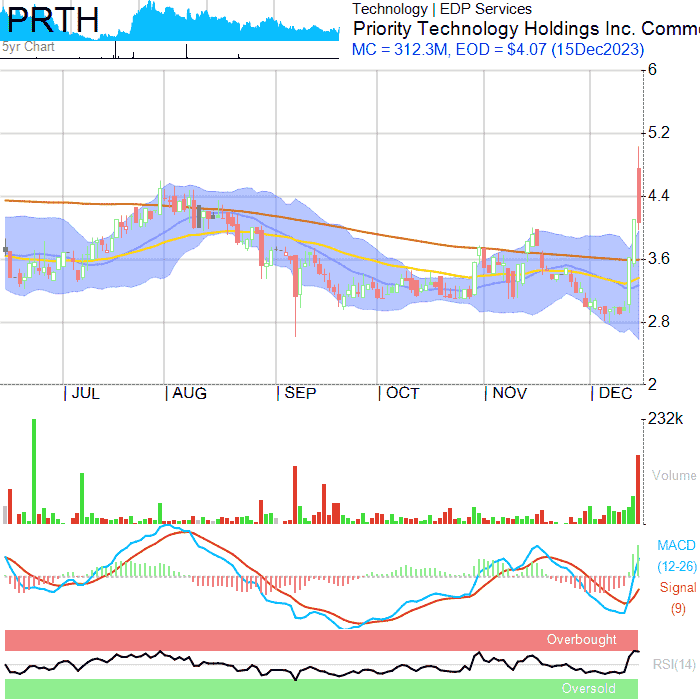 PRTH
Technology | EDP Services
Priority Technology Holdings Inc. Comm
MC = 312.3M, EOD = $4.07 (15Dec2023)
5yr Chart
6
5.2
4.4
3.6
2.8
2
JUL AUG SEP OCT NOV DEC
232k
Volume
MACD
(12-26)
Signal
(9)
Overbought
RSI(14)
Oversold